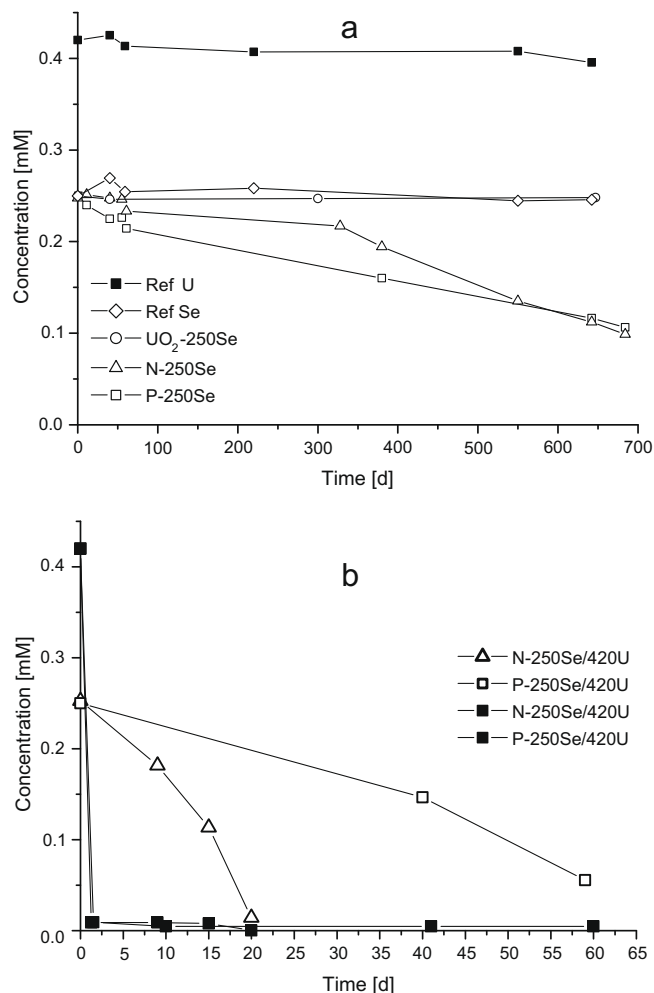 a
Concentration [mM]
0.4
0.3
0.2
0.1
0.0
Ref U
Ref Se
UO₂-250Se
N-250Se
P-250Se
0 100 200 300 400 500 600 700
Time [d]
b
Concentration [mM]
0.4
0.3
0.2
0.1
0.0
N-250Se/420U
P-250Se/420U
N-250Se/420U
P-250Se/420U
0 5 10 15 20 25 30 35 40 45 50 55 60 65
Time [d]